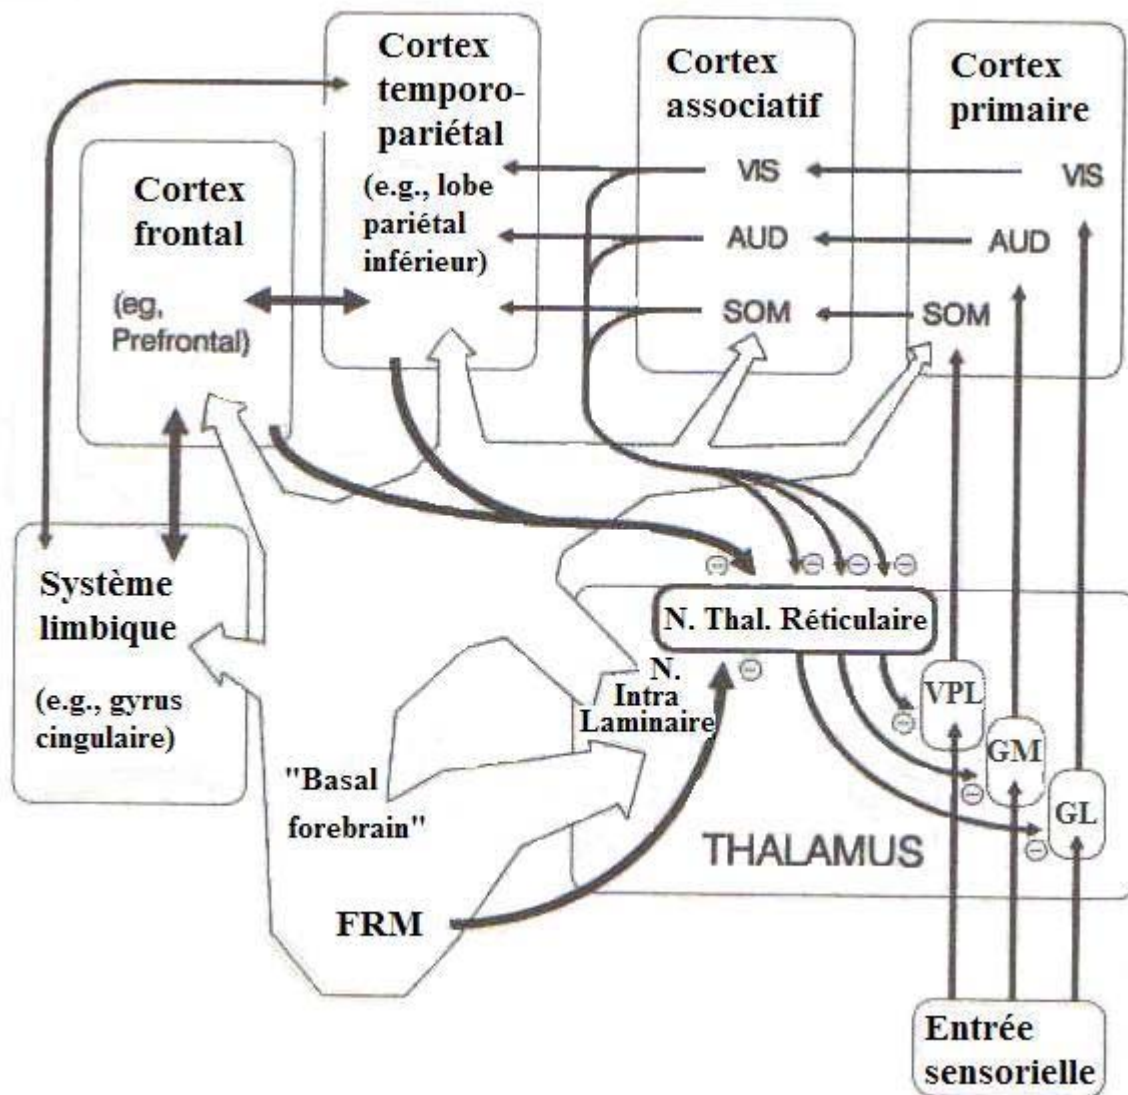 Cortex
temporo-
pariétal
(e.g., lobe
pariétal
inférieur)
Cortex
associatif
VIS
AUD
SOM
Cortex
primaire
VIS
AUD
SOM
Cortex
frontal
(eg,
Prefrontal)
Système
limbique
(e.g., gyrus
cingulaire)
N. Thal. Réticulaire
N.
Intra
Laminaire
VPL
GM
GL
"Basal
forebrain"
THALAMUS
FRM
Entrée
sensorielle